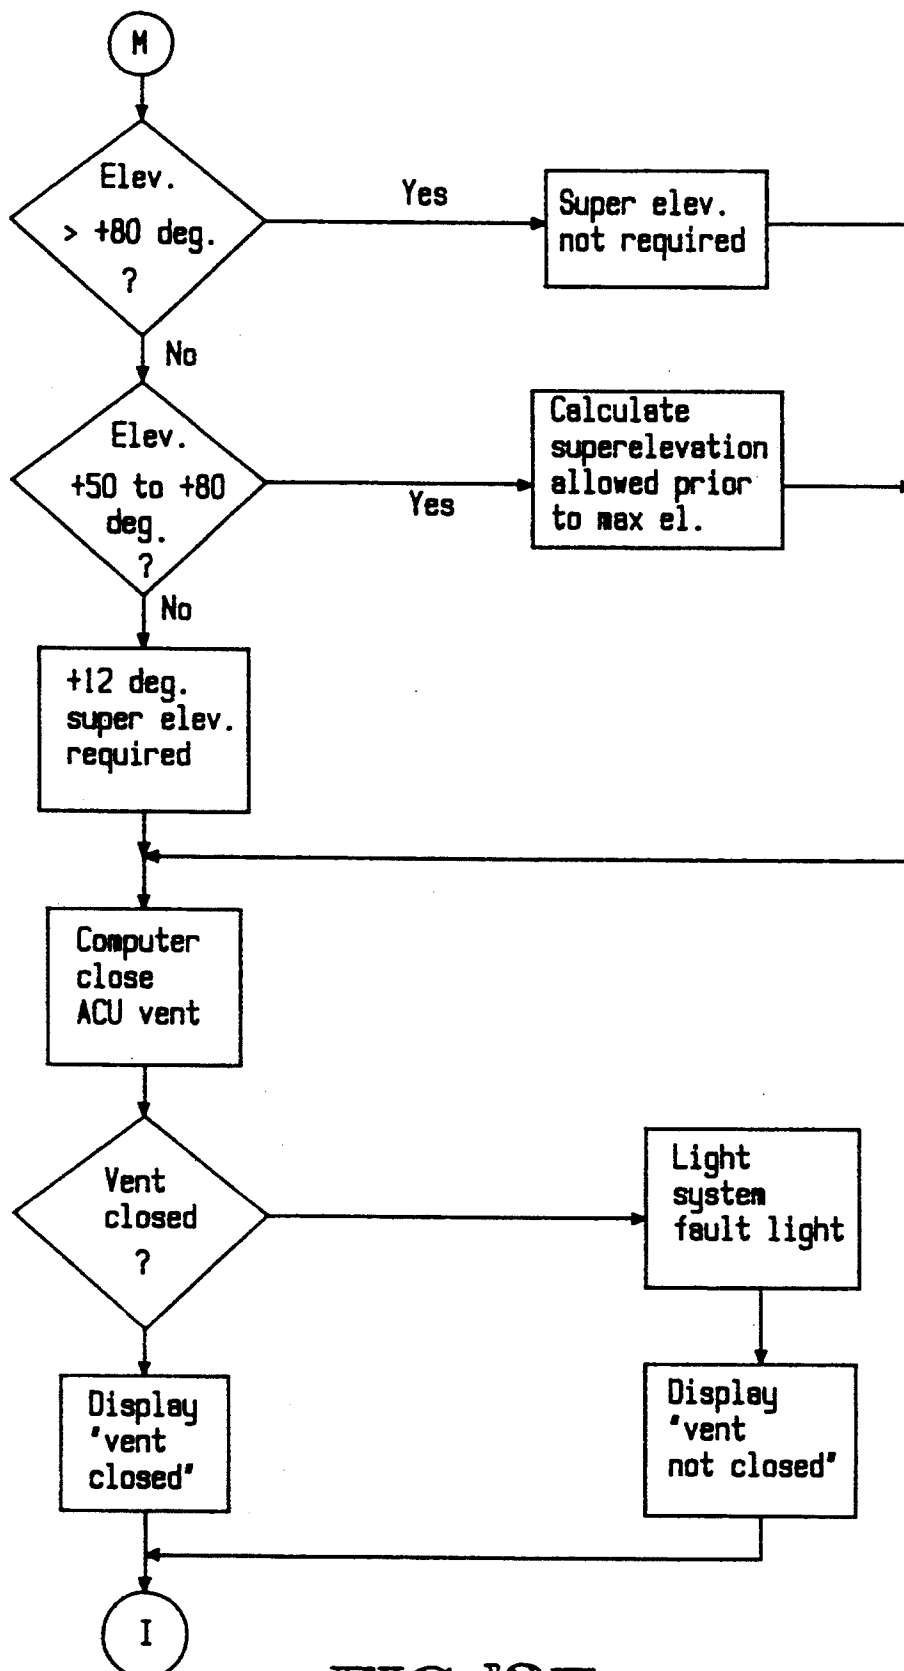 M
Elev.
> +80 deg.
?
Yes
Super elev.
not required
No
Elev.
+50 to +80
deg.
?
Yes
Calculate
superelevation
allowed prior
to max el.
No
+12 deg.
super elev.
required
Computer
close
ACU vent
Vent
closed
?
Light
system
fault light
Display
"vent
closed"
Display
"vent
not closed"
I